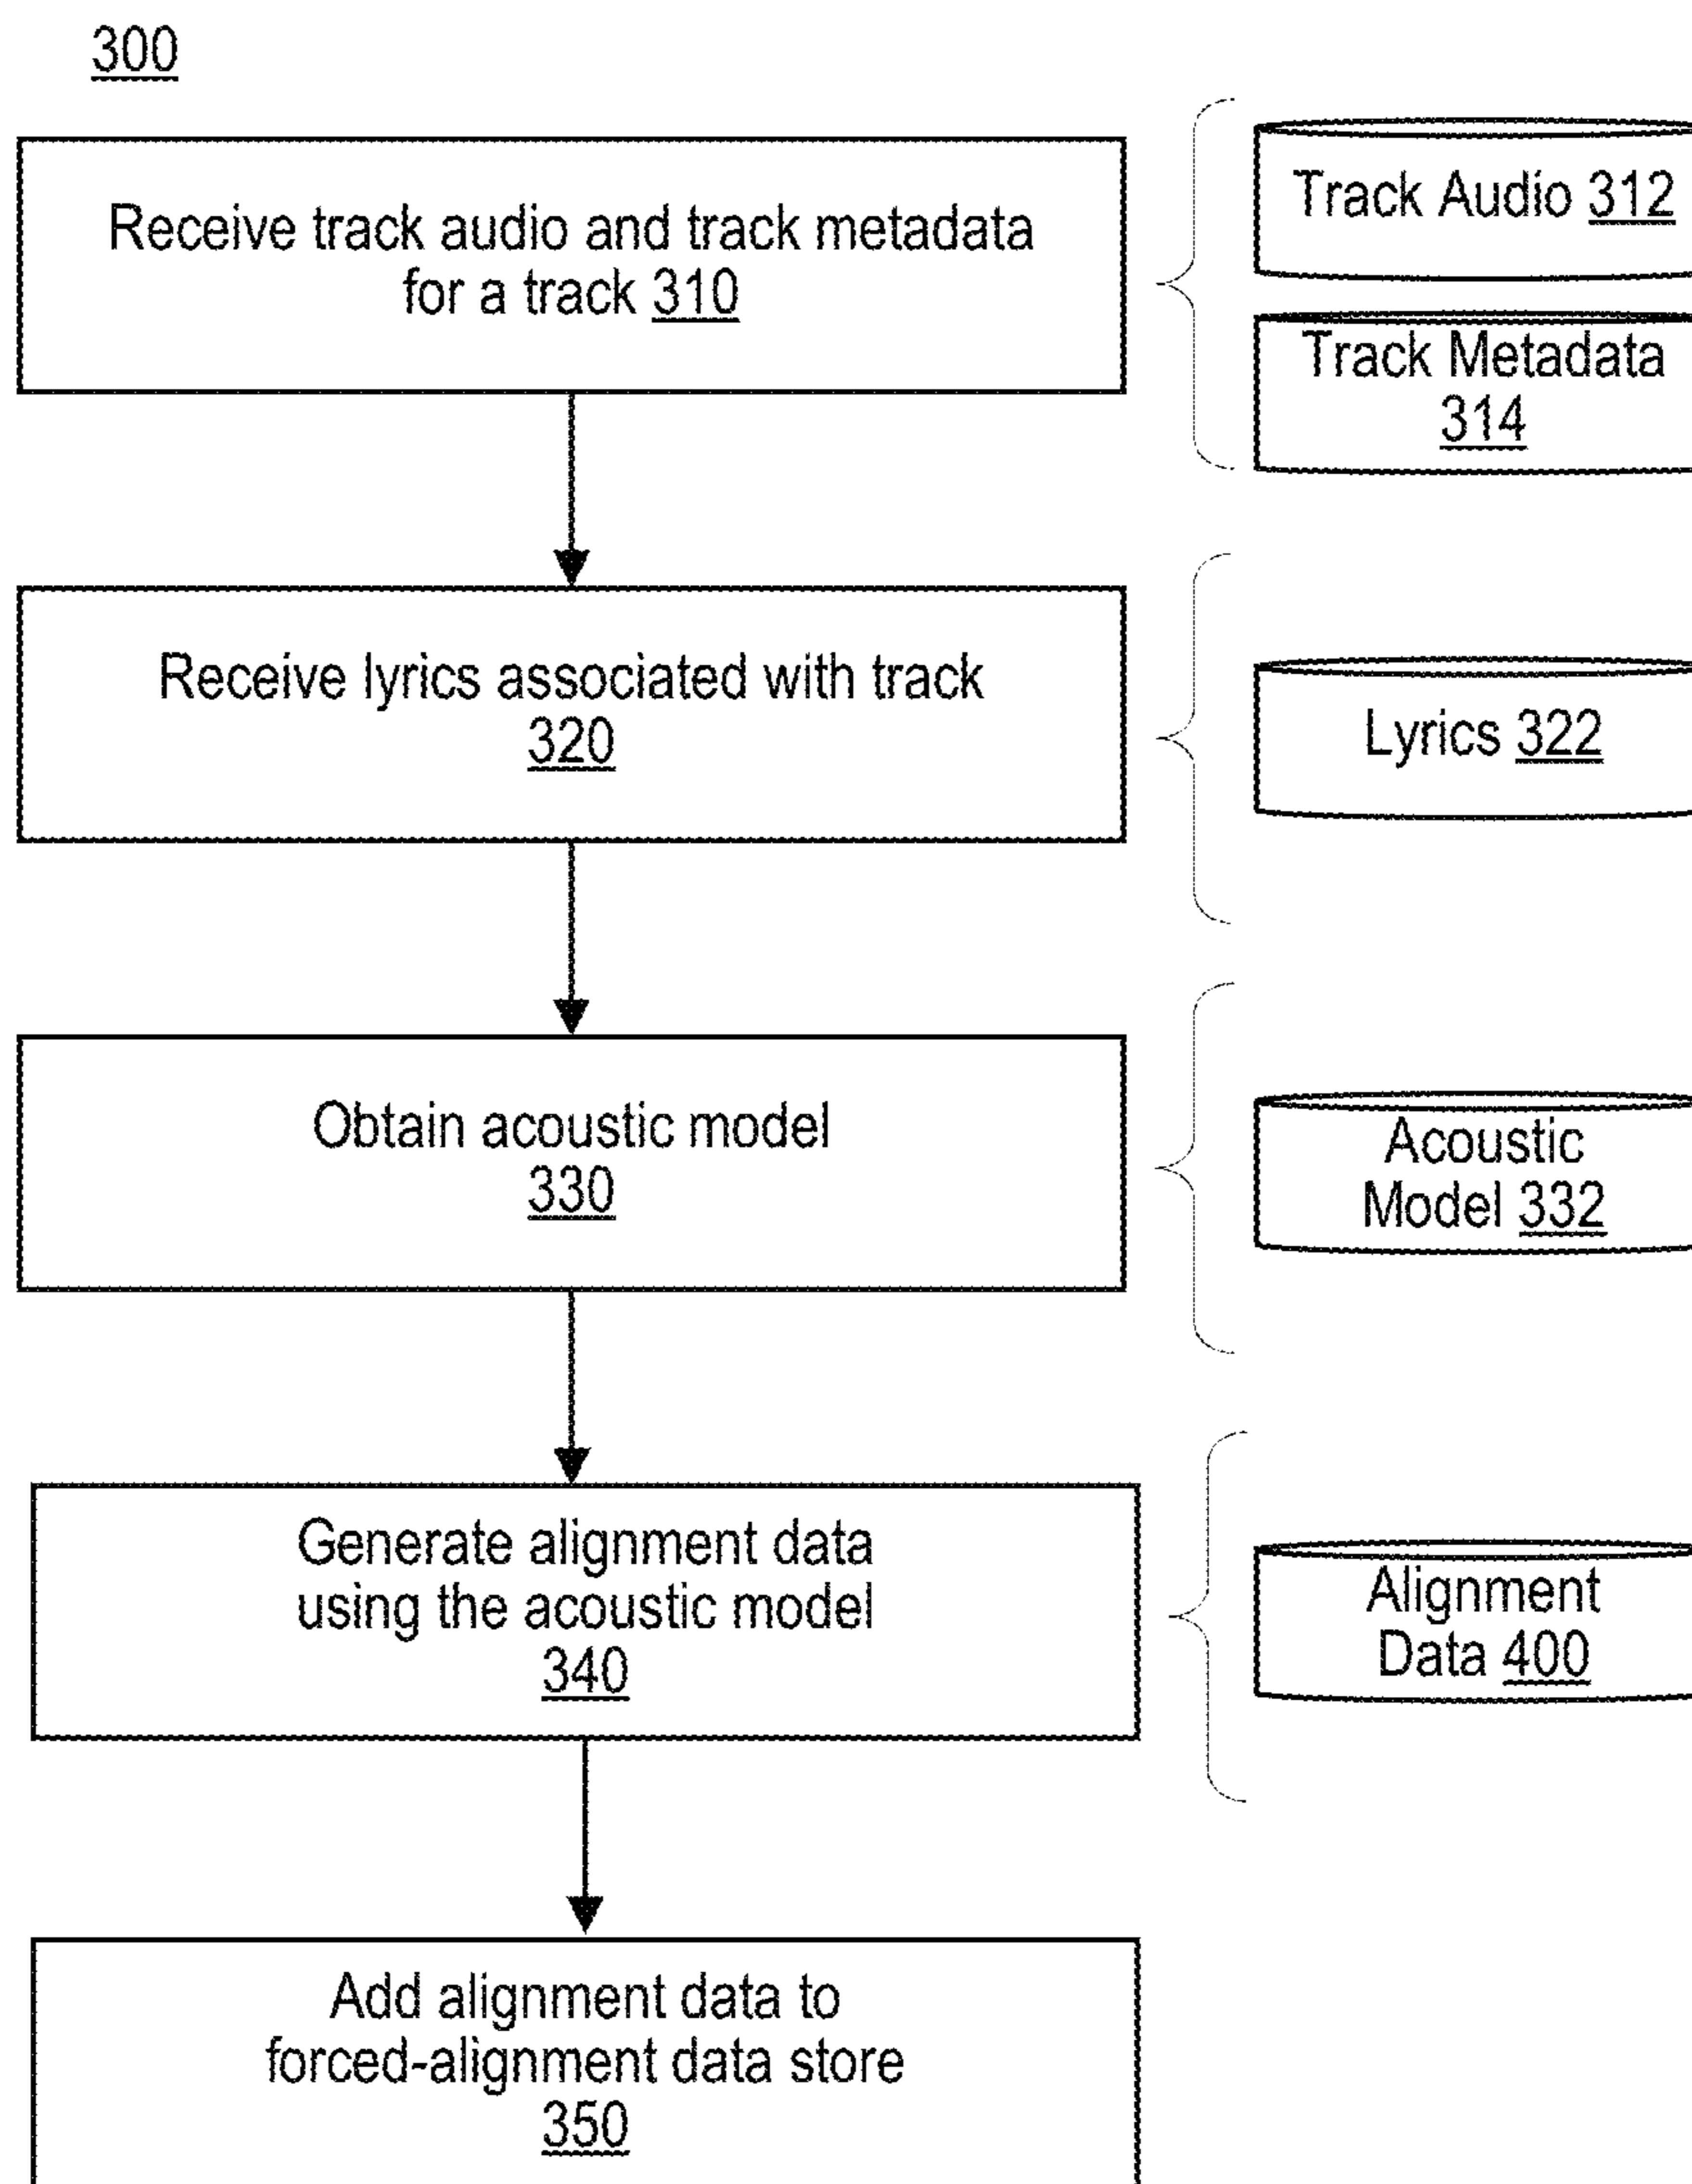 300
Receive track audio and track metadata
for a track 310
Track Audio 312
Track Metadata
314
Receive lyrics associated with track
320
Lyrics 322
Obtain acoustic model
330
Acoustic
Model 332
Generate alignment data
using the acoustic model
340
Alignment
Data 400
Add alignment data to
forced-alignment data store
350